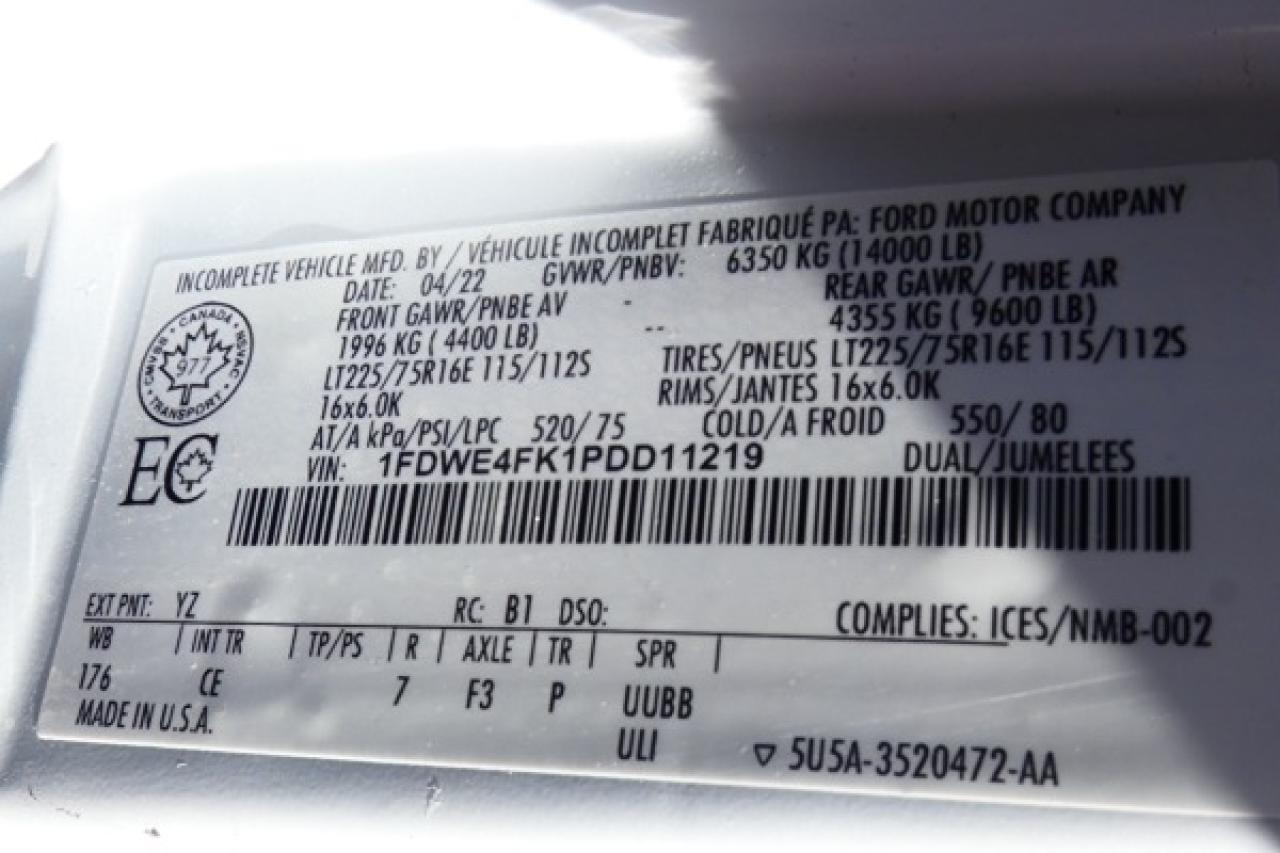 INCOMPLETE VEHICLE MFD. BY / VÉHICULE INCOMPLET FABRIQUÉ PA: FORD MOTOR COMPANY
DATE: 04/22 GVWR/PNBV: 6350 KG (14000 LB)
FRONT GAWR/PNBE AV - REAR GAWR/ PNBE AR
1996 KG ( 4400 LB) -- 4355 KG ( 9600 LB)
LT225/75R16E 115/112S TIRES/PNEUS LT225/75R16E 115/112S
16x6.0K RIMS/JANTES 16x6.0K
AT/A kPa/PSI/LPC 520/ 75 COLD/A FROID 550/ 80
VIN: 1FDWE4FK1PDD11219 DUAL/JUMELEES
CANADA
CMVSS 977 NSVAC
TRANSPORT
EC
EXT PNT: YZ RC: B1 DSO: COMPLIES: ICES/NMB-002
WB | INT TR | TP/PS | R | AXLE | TR | SPR |
176 CE 7 F3 P UUBB
MADE IN U.S.A. ULI ▽ 5U5A-3520472-AA